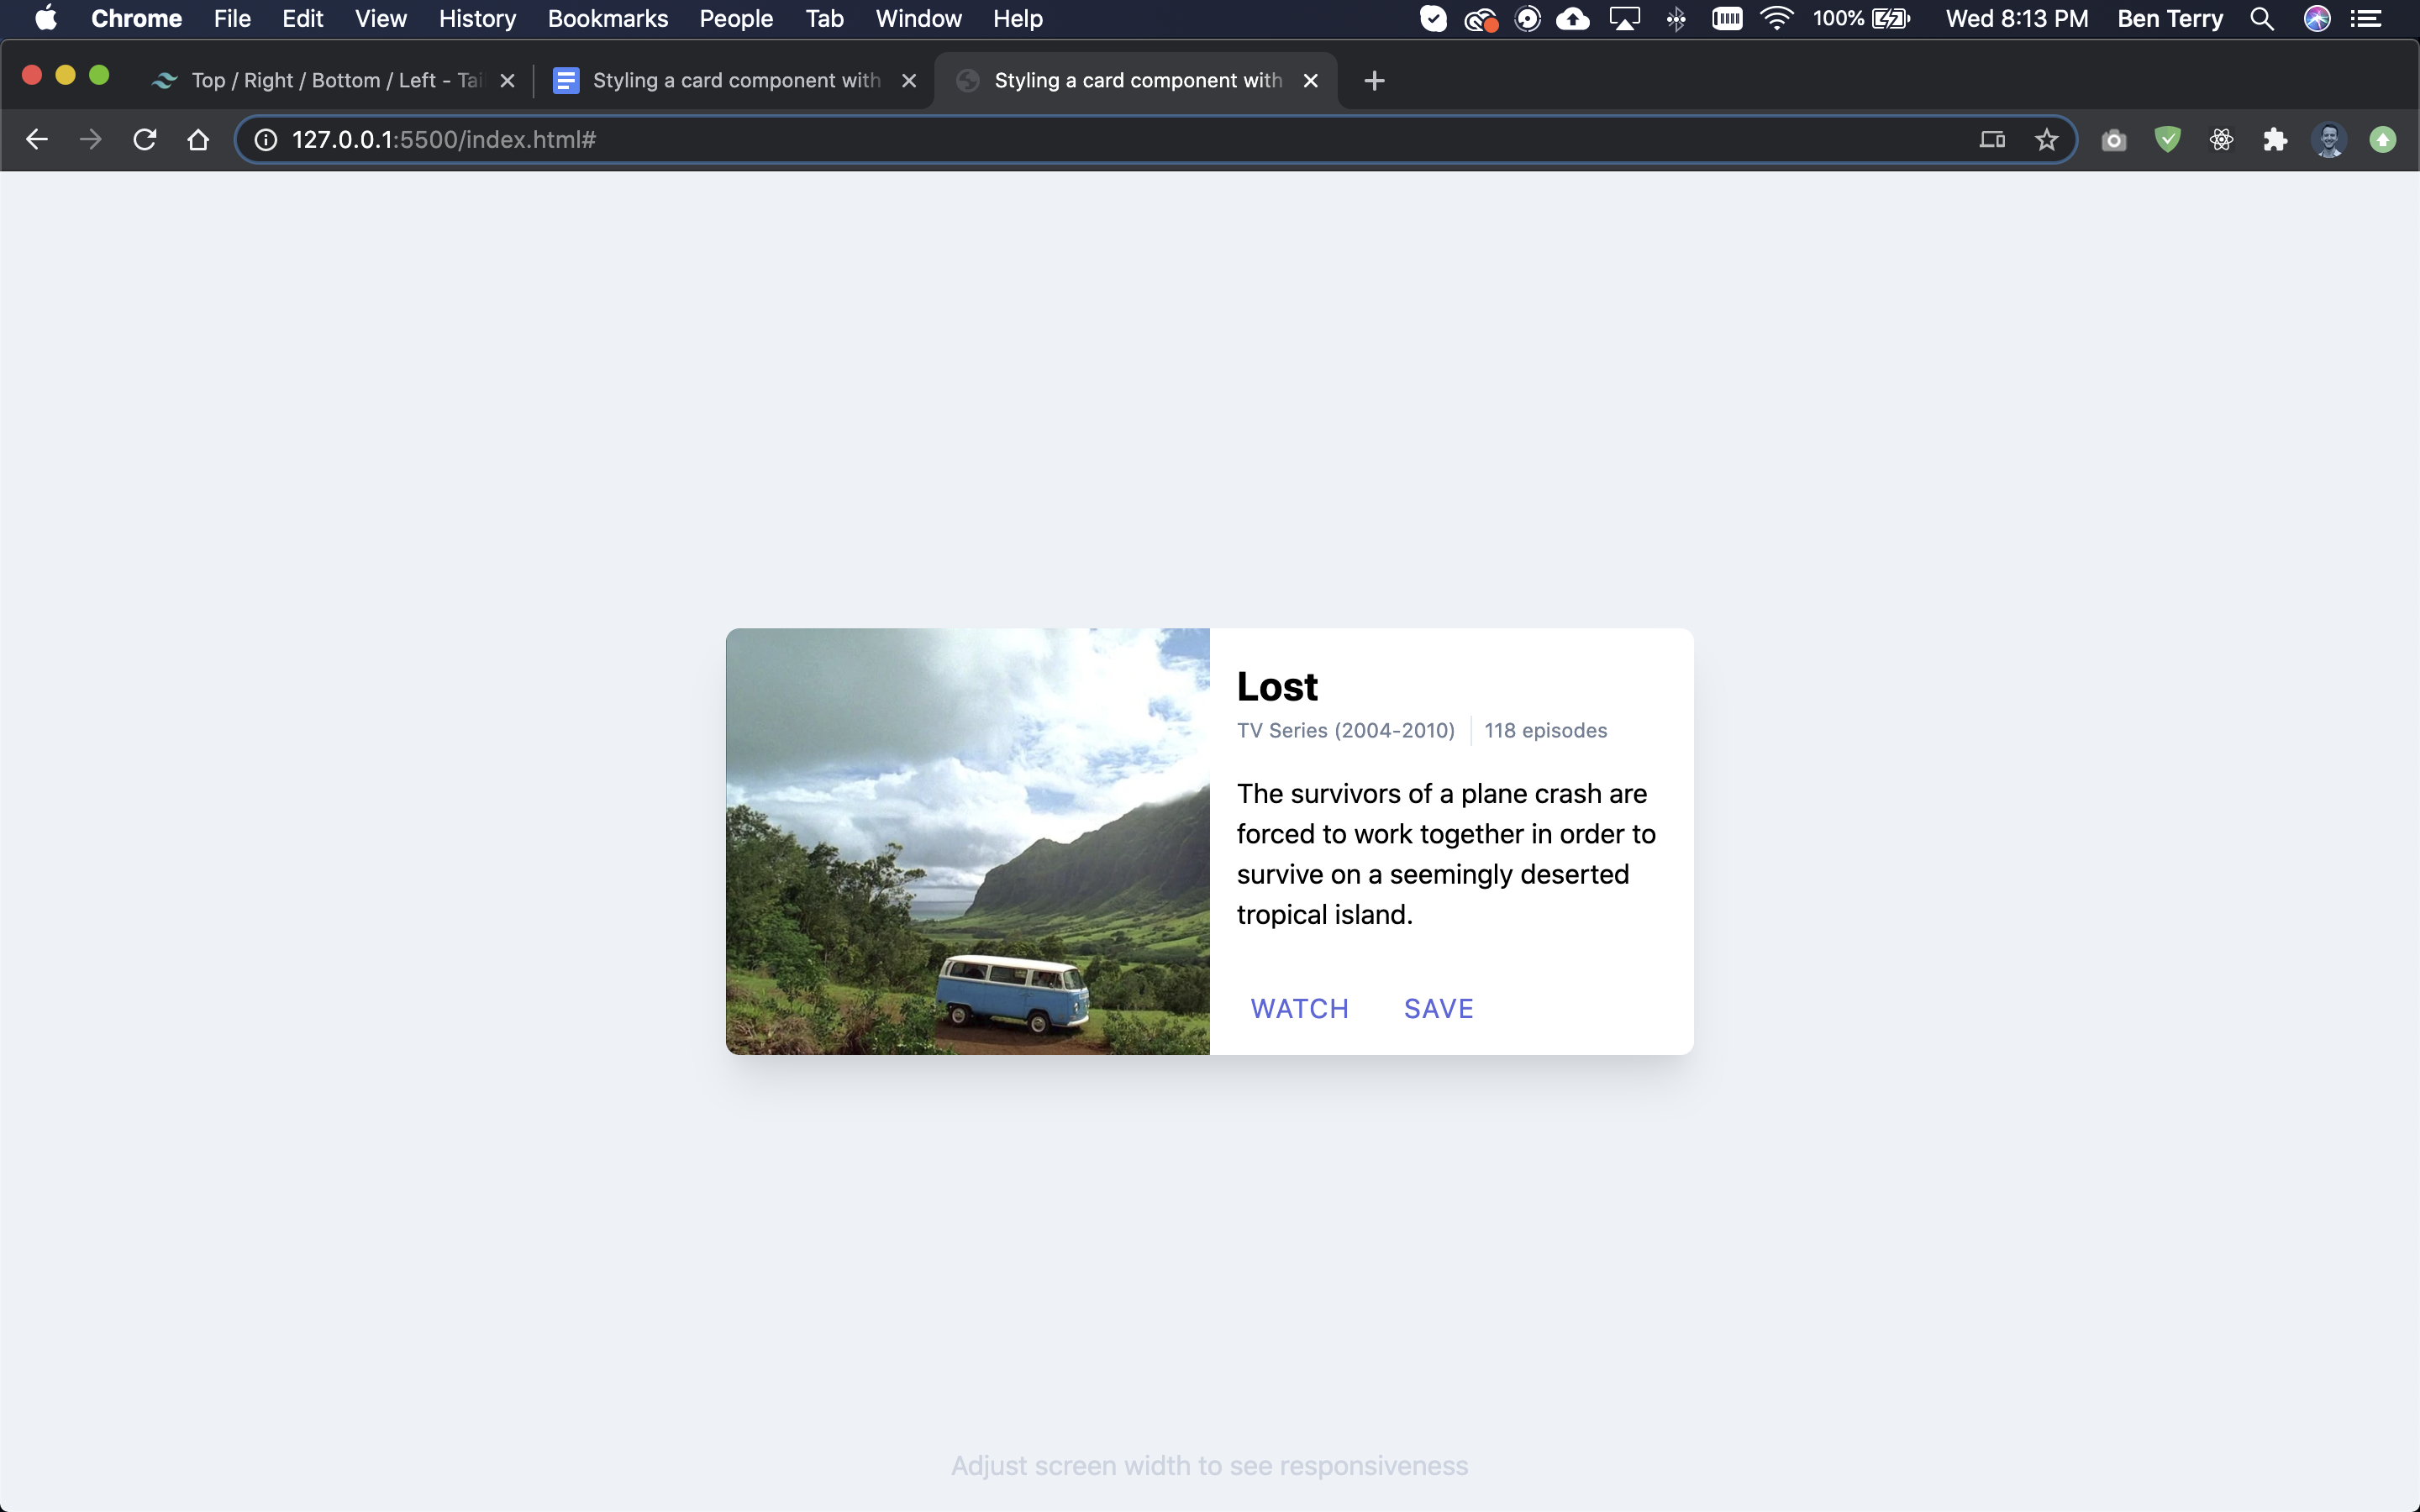 Chrome File Edit View History Bookmarks People Tab Window Help 100% Wed 8:13 PM Ben Terry
Top / Right / Bottom / Left - Tai
Styling a card component with
Styling a card component with
127.0.0.1:5500/index.html#
Lost
TV Series (2004-2010) 118 episodes
The survivors of a plane crash are
forced to work together in order to
survive on a seemingly deserted
tropical island.
WATCH SAVE
Adjust screen width to see responsiveness